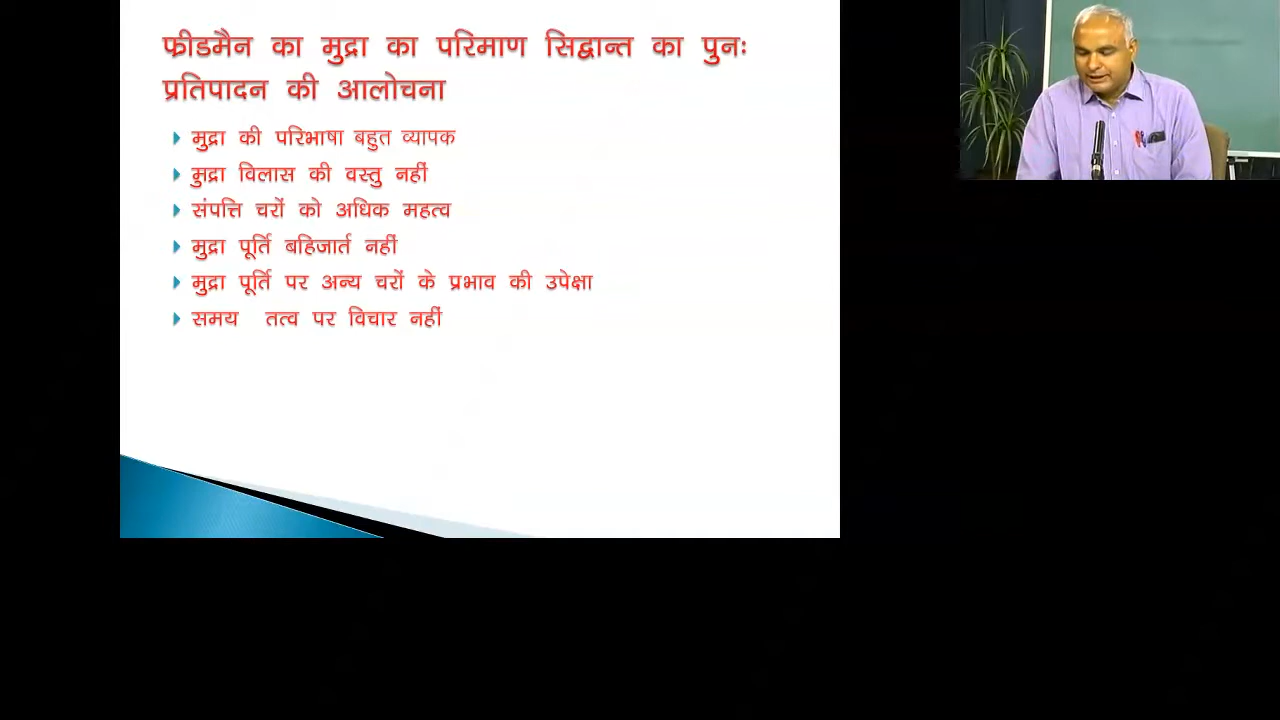 फ्रीडमैन का मुद्रा का परिमाण सिद्वान्त का पुनः
प्रतिपादन की आलोचना
मुद्रा की परिभाषा बहुत व्यापक
मुद्रा विलास की वस्तु नहीं
संपत्ति चरों को अधिक महत्व
मुद्रा पूर्ति बहिजार्त नहीं
मुद्रा पूर्ति पर अन्य चरों के प्रभाव की उपेक्षा
समय तत्व पर विचार नहीं